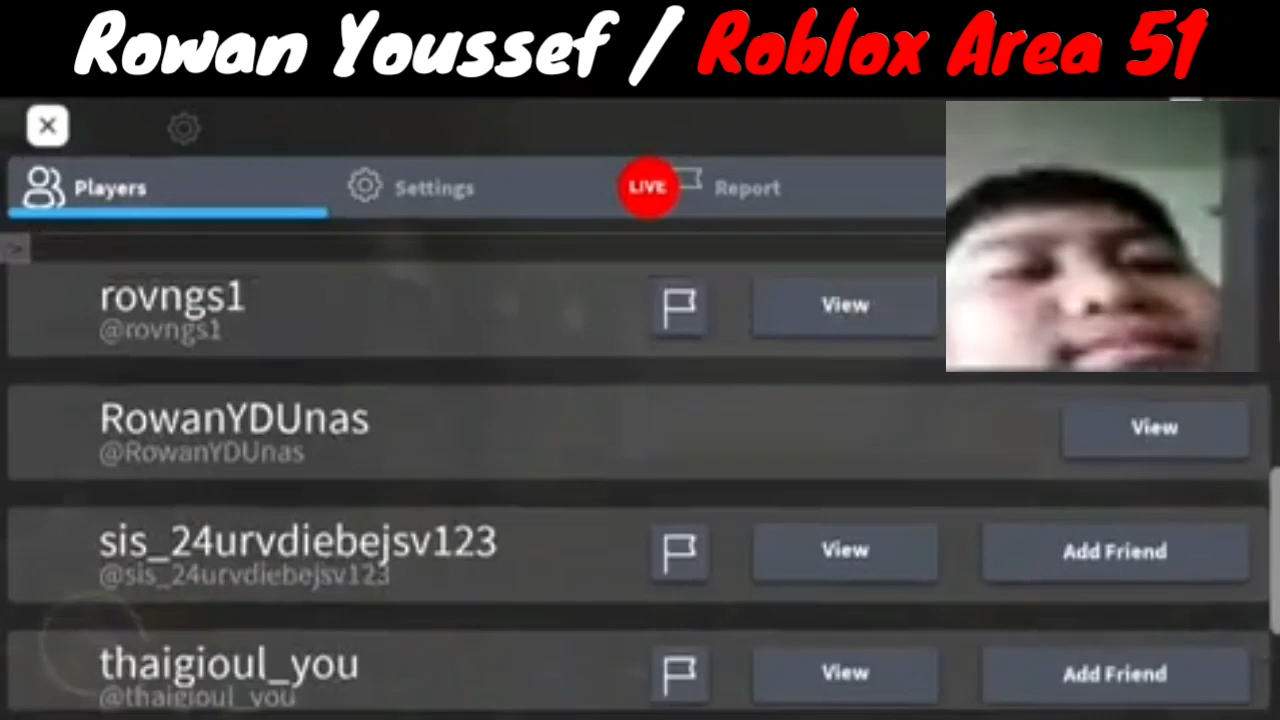 Rowan Youssef / Roblox Area 51
Players
Settings
LIVE
Report
>
rovngs1
@rovngs1
View
RowanYDUnas
@RowanYDUnas
View
sis_24urvdiebejsv123
@sis_24urvdiebejsv123
View
Add Friend
thaigioul_you
@thaigioul_you
View
Add Friend